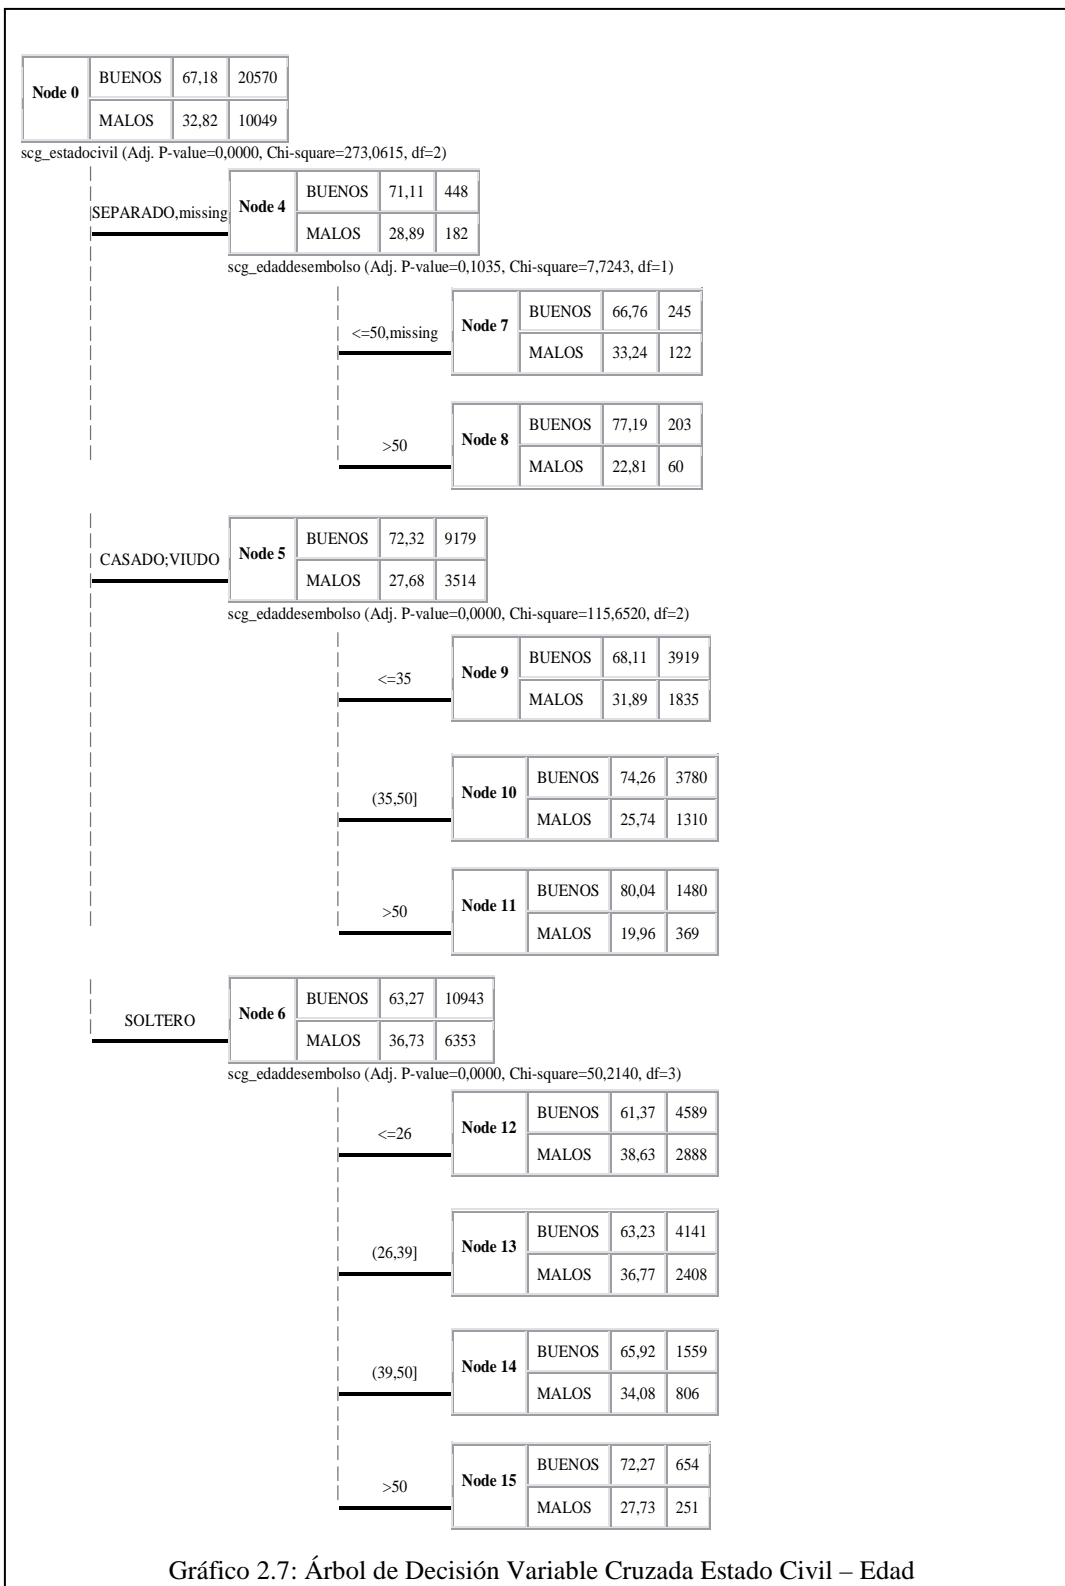 Node 0 BUENOS 67,18 20570
MALOS 32,82 10049
scg_estadocivil (Adj. P-value=0,0000, Chi-square=273,0615, df=2)
SEPARADO,missing Node 4 BUENOS 71,11 448
MALOS 28,89 182
scg_edaddesembolso (Adj. P-value=0,1035, Chi-square=7,7243, df=1)
<=50,missing Node 7 BUENOS 66,76 245
MALOS 33,24 122
>50 Node 8 BUENOS 77,19 203
MALOS 22,81 60
CASADO;VIUDO Node 5 BUENOS 72,32 9179
MALOS 27,68 3514
scg_edaddesembolso (Adj. P-value=0,0000, Chi-square=115,6520, df=2)
<=35 Node 9 BUENOS 68,11 3919
MALOS 31,89 1835
(35,50] Node 10 BUENOS 74,26 3780
MALOS 25,74 1310
>50 Node 11 BUENOS 80,04 1480
MALOS 19,96 369
SOLTERO Node 6 BUENOS 63,27 10943
MALOS 36,73 6353
scg_edaddesembolso (Adj. P-value=0,0000, Chi-square=50,2140, df=3)
<=26 Node 12 BUENOS 61,37 4589
MALOS 38,63 2888
(26,39] Node 13 BUENOS 63,23 4141
MALOS 36,77 2408
(39,50] Node 14 BUENOS 65,92 1559
MALOS 34,08 806
>50 Node 15 BUENOS 72,27 654
MALOS 27,73 251
Gráfico 2.7: Árbol de Decisión Variable Cruzada Estado Civil – Edad